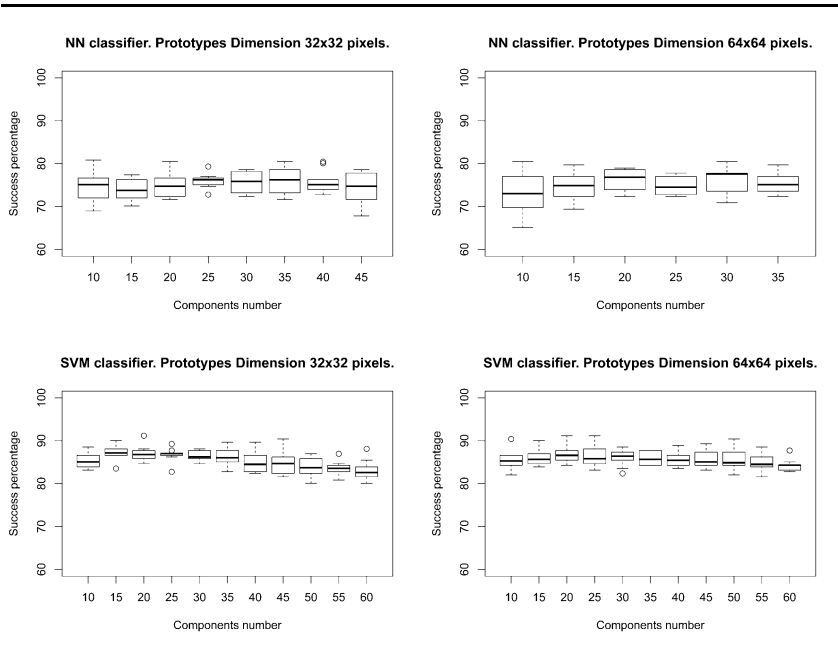 NN classifier. Prototypes Dimension 32x32 pixels.
Success percentage
100
90
80
70
60
10 15 20 25 30 35 40 45
Components number
NN classifier. Prototypes Dimension 64x64 pixels.
Success percentage
100
90
80
70
60
10 15 20 25 30 35
Components number
SVM classifier. Prototypes Dimension 32x32 pixels.
Success percentage
100
90
80
70
60
10 15 20 25 30 35 40 45 50 55 60
Components number
SVM classifier. Prototypes Dimension 64x64 pixels.
Success percentage
100
90
80
70
60
10 15 20 25 30 35 40 45 50 55 60
Components number